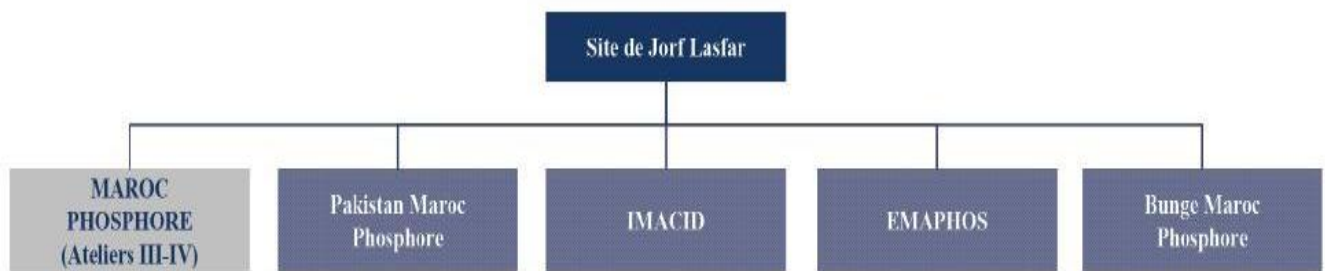 Site de Jorf Lasfar
MAROC
PHOSPHORE
(Ateliers III-IV)
Pakistan Maroc
Phosphore
IMACID
EMAPHOS
Bunge Maroc
Phosphore